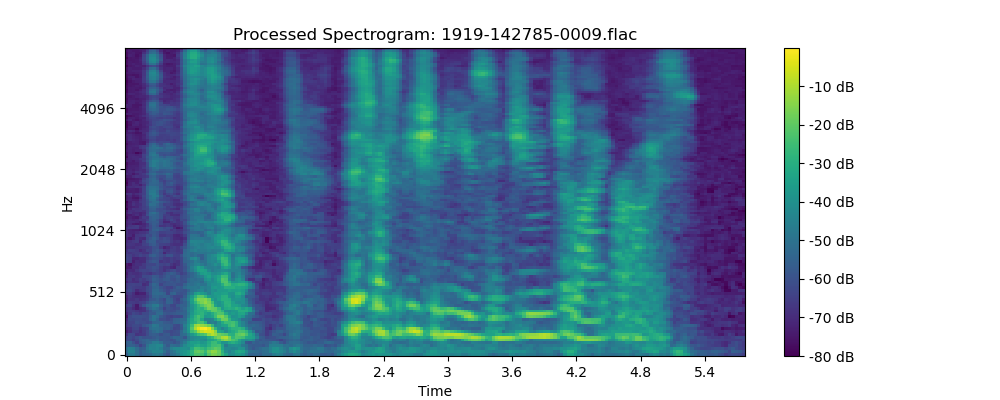 Processed Spectrogram: 1919-142785-0009.flac
Hz
4096
2048
1024
512
0
0 0.6 1.2 1.8 2.4 3 3.6 4.2 4.8 5.4
Time
-10 dB
-20 dB
-30 dB
-40 dB
-50 dB
-60 dB
-70 dB
-80 dB